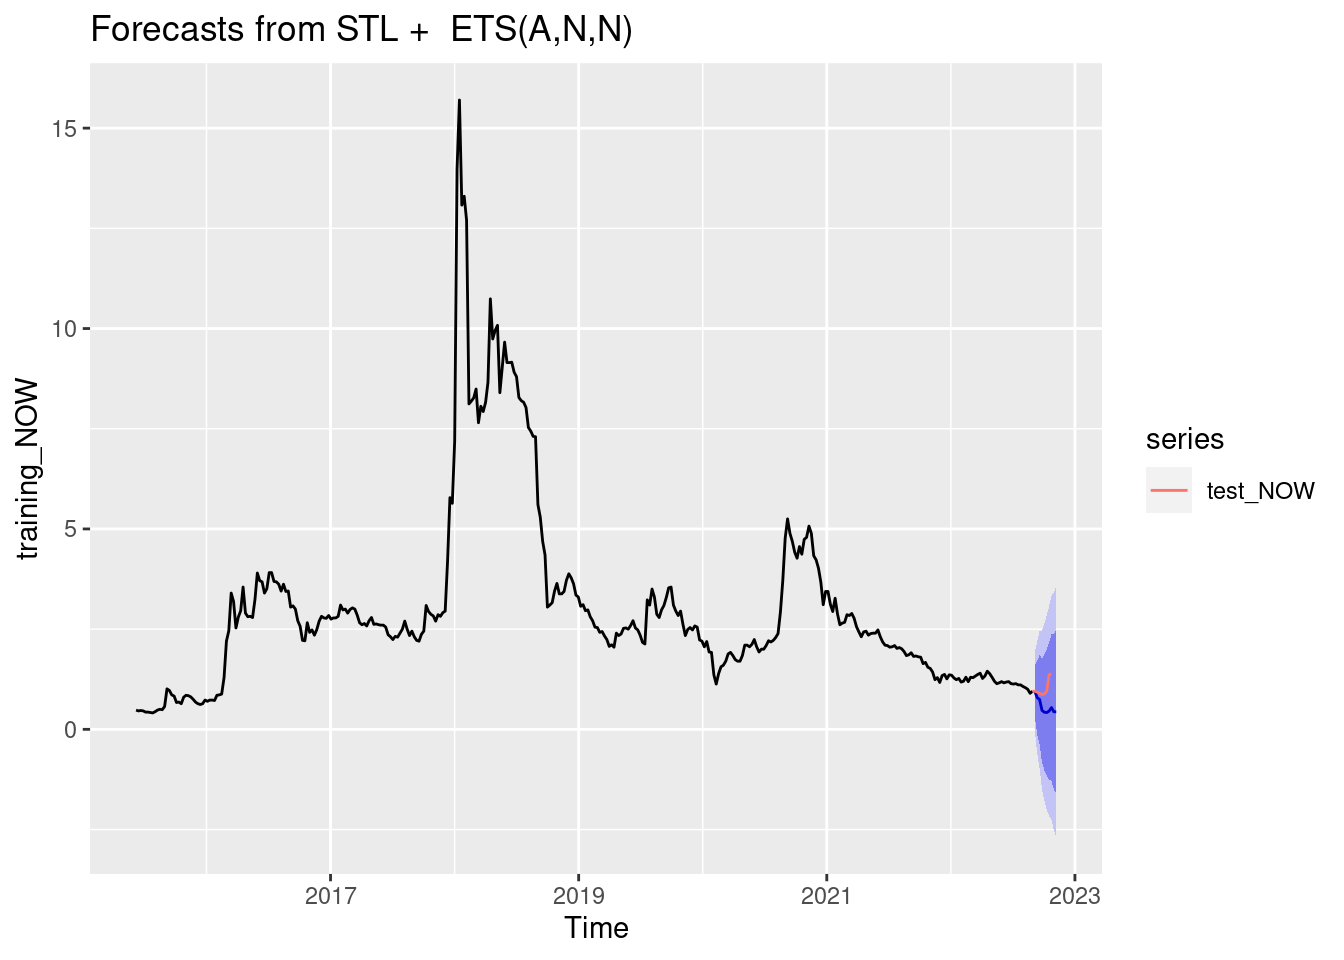 Forecasts from STL +  ETS(A,N,N)
15
10
5
0
training_NOW
2017
2019
2021
2023
Time
series
test_NOW